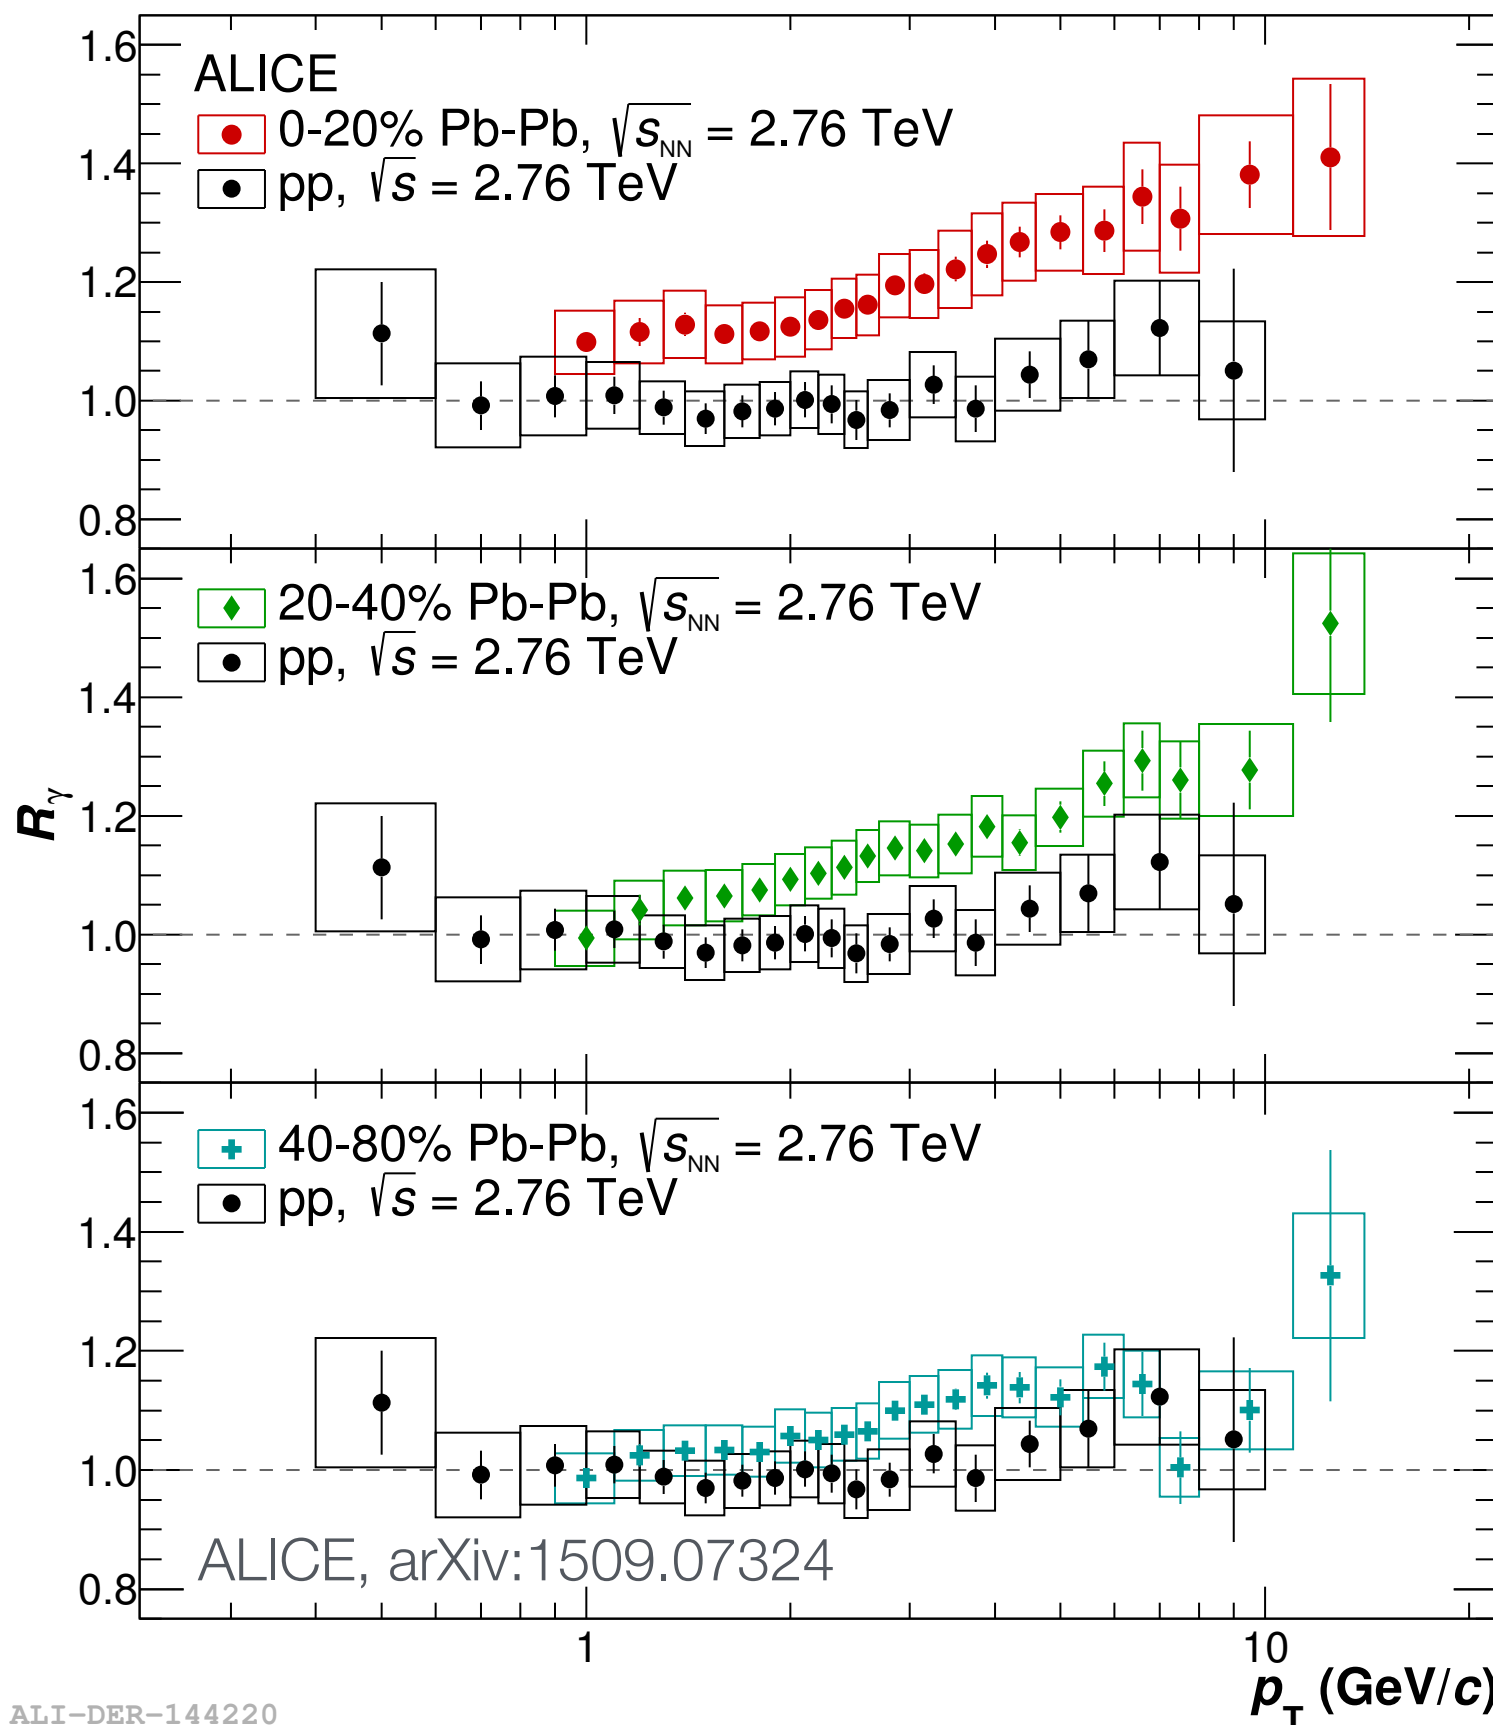 1.6
ALICE
0-20% Pb-Pb, √sNN = 2.76 TeV
pp, √s = 2.76 TeV
1.4
1.2
1.0
0.8
1.6
20-40% Pb-Pb, √sNN = 2.76 TeV
pp, √s = 2.76 TeV
1.4
1.2
Rγ
1.0
0.8
1.6
40-80% Pb-Pb, √sNN = 2.76 TeV
pp, √s = 2.76 TeV
1.4
1.2
1.0
ALICE, arXiv:1509.07324
0.8
1 10
pT (GeV/c)
ALI-DER-144220